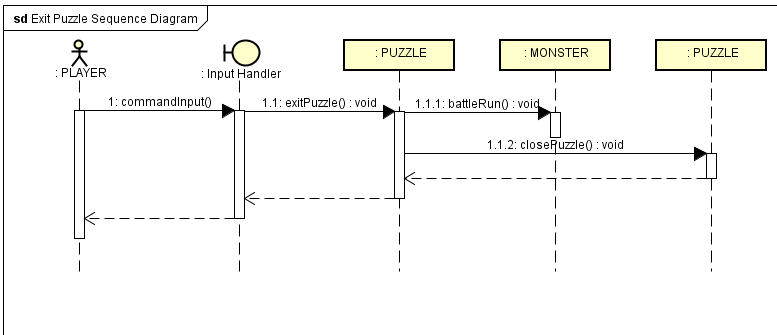 sd Exit Puzzle Sequence Diagram
: PLAYER
: Input Handler
: PUZZLE
: MONSTER
: PUZZLE
1: commandInput()
1.1: exitPuzzle() : void
1.1.1: battleRun() : void
1.1.2: closePuzzle() : void